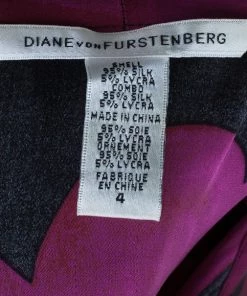 DIANE VON FURSTENBERG
SHELL
95% SILK
5% LYCRA
COMBO
95% SILK
5% LYCRA
MADE IN CHINA
95% SOIE
5% LYCRA
ORNEMENT
95% SOIE
5% LYCRA
FABRIQUE
EN CHINE
4